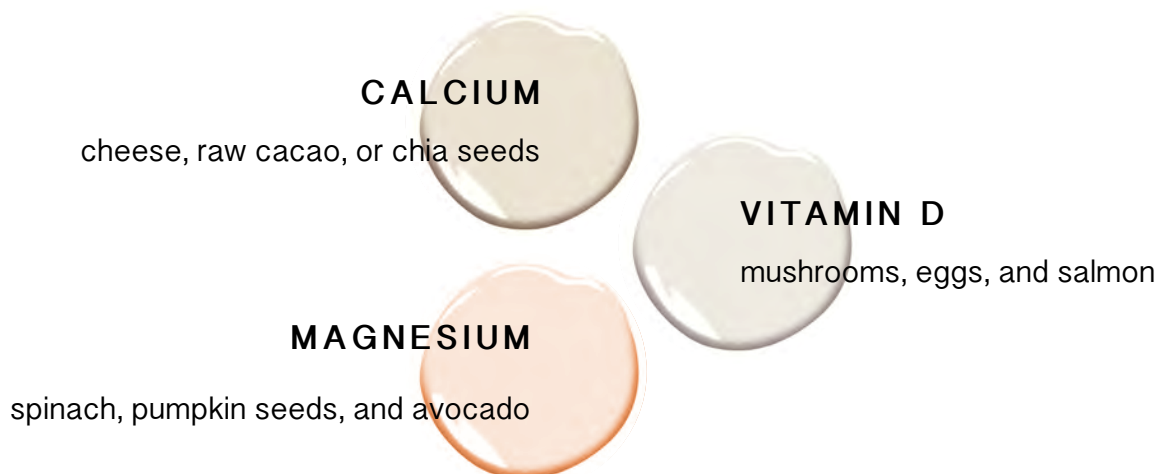 CALCIUM
cheese, raw cacao, or chia seeds
VITAMIN D
mushrooms, eggs, and salmon
MAGNESIUM
spinach, pumpkin seeds, and avocado